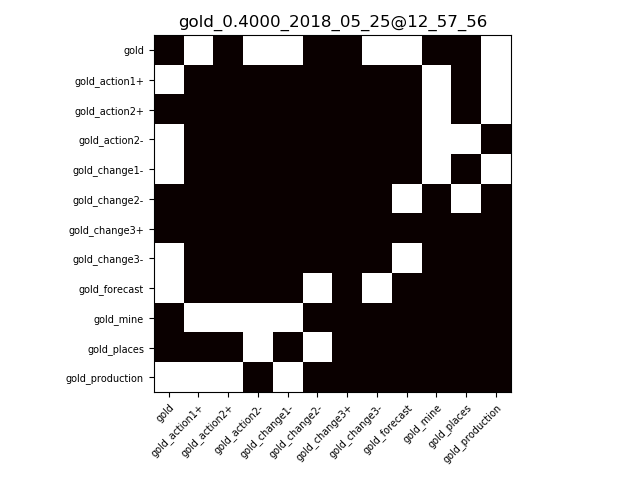 gold_0.4000_2018_05_25@12_57_56
gold
gold_action1+
gold_action2+
gold_action2-
gold_change1-
gold_change2-
gold_change3+
gold_change3-
gold_forecast
gold_mine
gold_places
gold_production
gold
gold_action1+
gold_action2+
gold_action2-
gold_change1-
gold_change2-
gold_change3+
gold_change3-
gold_forecast
gold_mine
gold_places
gold_production